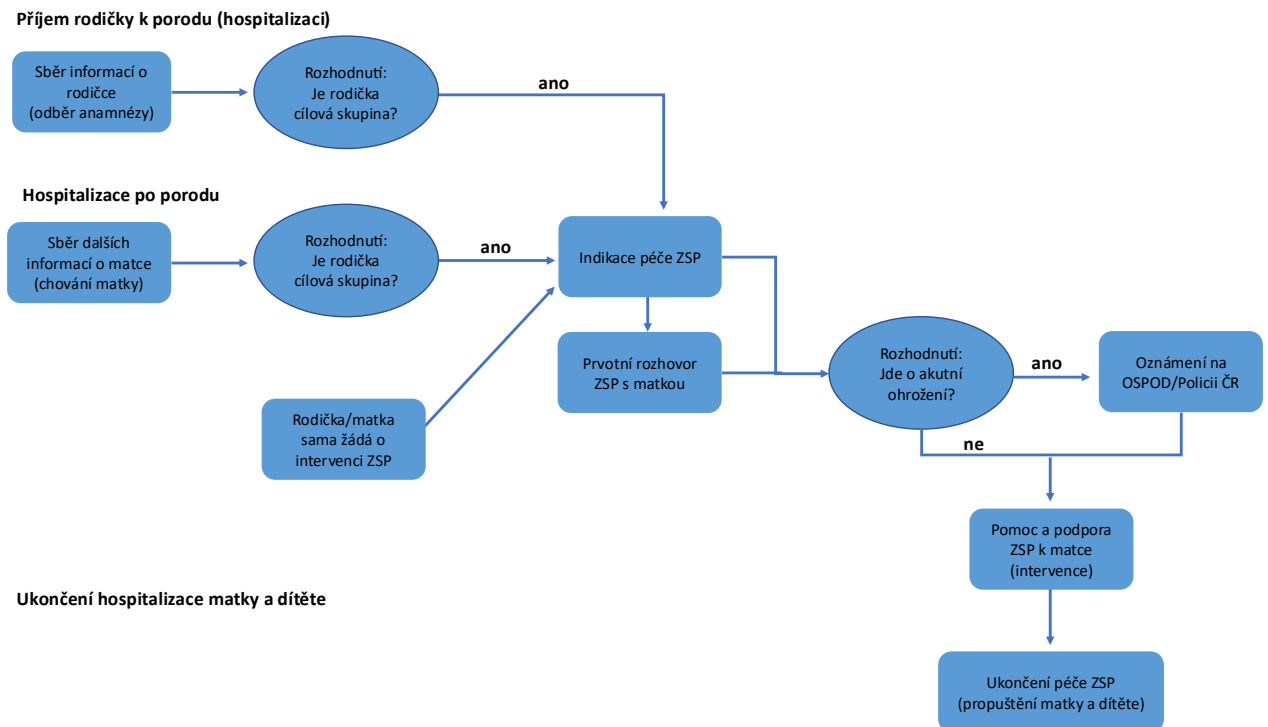 Příjem rodičky k porodu (hospitalizaci)
Sběr informací o
rodičce
(odběr anamnézy)
Rozhodnutí:
Je rodička
cílová skupina?
ano
Hospitalizace po porodu
Sběr dalších
informací o matce
(chování matky)
Rozhodnutí:
Je rodička
cílová skupina?
ano
Indikace péče ZSP
Prvotní rozhovor
ZSP s matkou
Rodička/matka
sama žádá o
intervenci ZSP
Rozhodnutí:
Jde o akutní
ohrožení?
ano
Oznámení na
OSPOD/Policii ČR
ne
Pomoc a podpora
ZSP k matce
(intervence)
Ukončení hospitalizace matky a dítěte
Ukončení péče ZSP
(propuštění matky a dítěte)